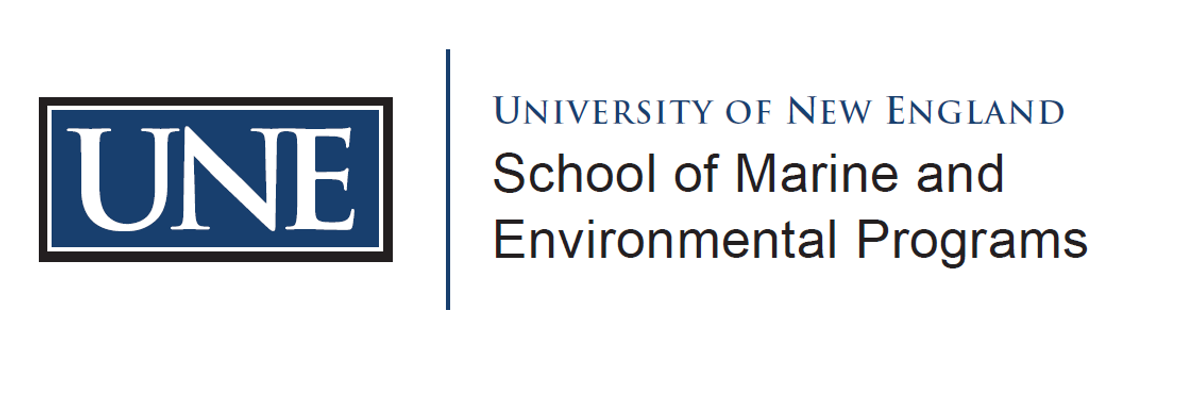 UNE
UNIVERSITY OF NEW ENGLAND
School of Marine and
Environmental Programs